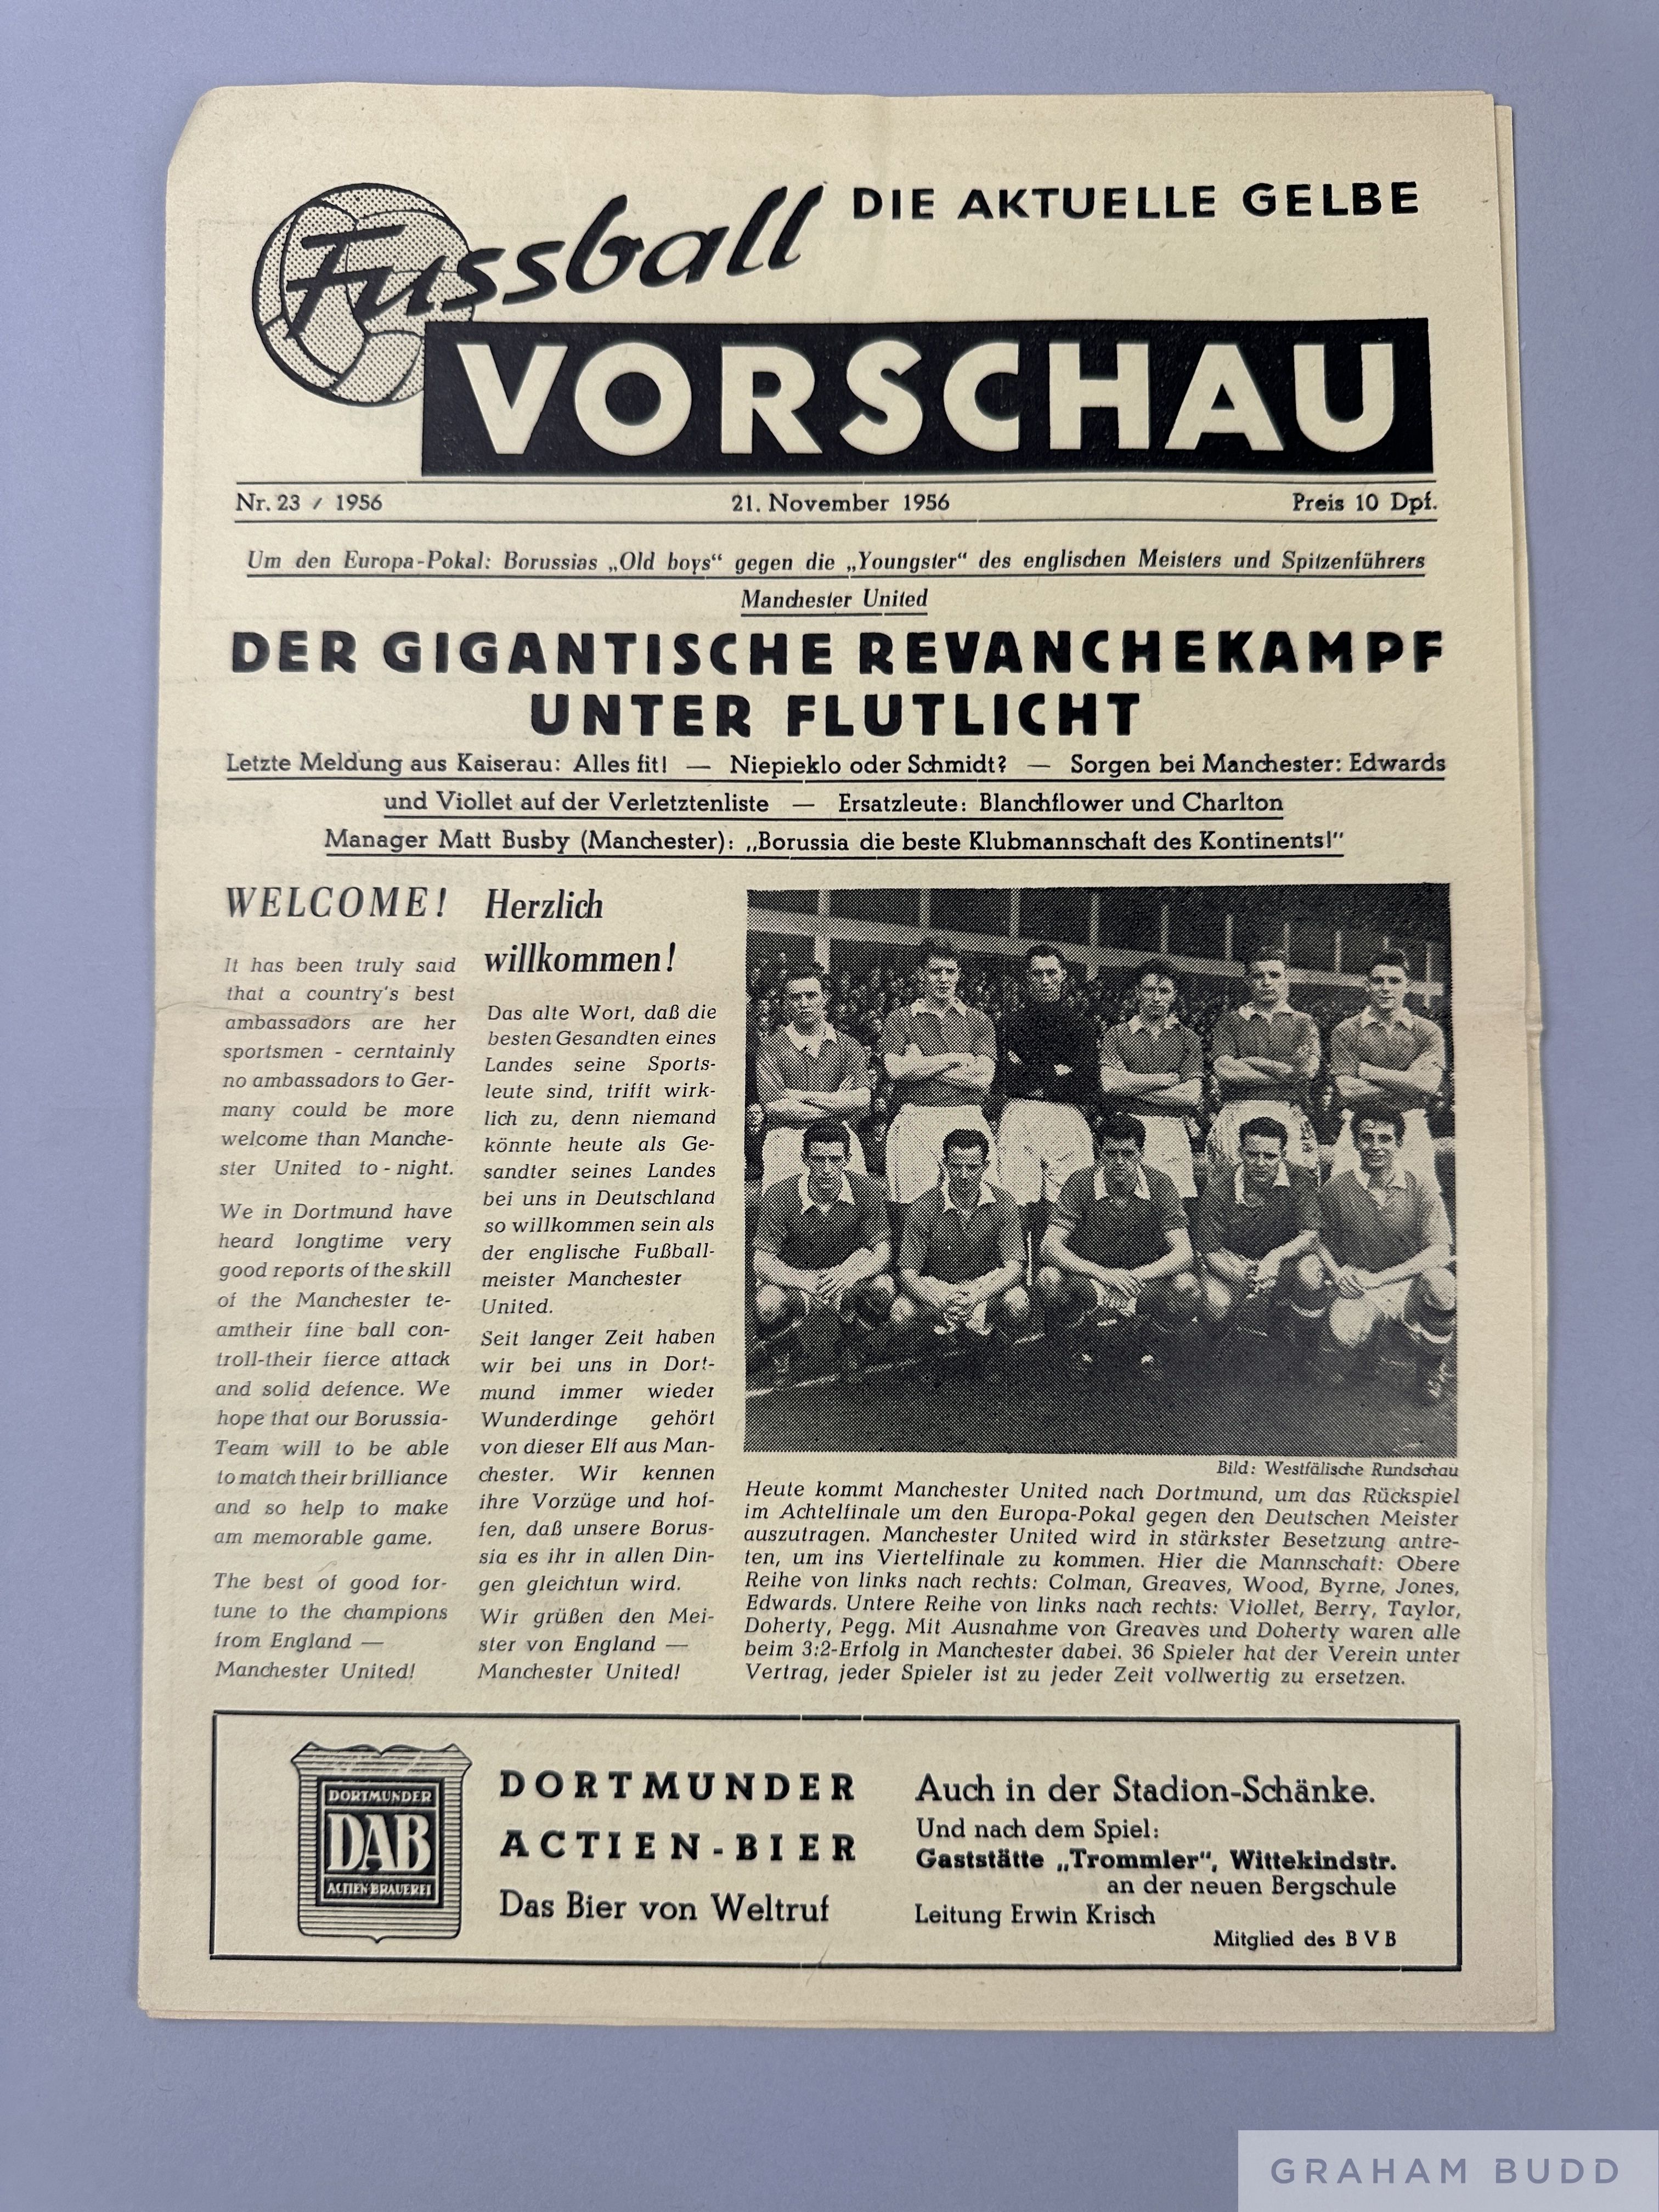 Fussball DIE AKTUELLE GELBE
VORSCHAU
Nr. 23 / 1956 21. November 1956 Preis 10 Dpf.
Um den Europa-Pokal: Borussias „Old boys“ gegen die „Youngster“ des englischen Meisters und Spitzenführers
Manchester United
DER GIGANTISCHE REVANCHEKAMPF
UNTER FLUTLICHT
Letzte Meldung aus Kaiserau: Alles fit! — Niepieklo oder Schmidt? — Sorgen bei Manchester: Edwards
und Viollet auf der Verletztenliste — Ersatzleute: Blanchflower und Charlton
Manager Matt Busby (Manchester): „Borussia die beste Klubmannschaft des Kontinents!“
WELCOME!
It has been truly said
that a country's best
ambassadors are her
sportsmen - cerntainly
no ambassadors to Ger-
many could be more
welcome than Manche-
ster United to - night.
We in Dortmund have
heard longtime very
good reports of the skill
of the Manchester te-
amtheir fine ball con-
troll-their fierce attack
and solid defence. We
hope that our Borussia-
Team will to be able
to match their brilliance
and so help to make
am memorable game.
The best of good for-
tune to the champions
from England —
Manchester United!
Herzlich
willkommen!
Das alte Wort, daß die
besten Gesandten eines
Landes seine Sports-
leute sind, trifft wirk-
lich zu, denn niemand
könnte heute als Ge-
sandter seines Landes
bei uns in Deutschland
so willkommen sein als
der englische Fußball-
meister Manchester
United.
Seit langer Zeit haben
wir bei uns in Dort-
mund immer wieder
Wunderdinge gehört
von dieser Elf aus Man-
chester. Wir kennen
ihre Vorzüge und hof-
fen, daß unsere Borus-
sia es ihr in allen Din-
gen gleichtun wird.
Wir grüßen den Mei-
ster von England —
Manchester United!
Bild: Westfälische Rundschau
Heute kommt Manchester United nach Dortmund, um das Rückspiel
im Achtelfinale um den Europa-Pokal gegen den Deutschen Meister
auszutragen. Manchester United wird in stärkster Besetzung antre-
ten, um ins Viertelfinale zu kommen. Hier die Mannschaft: Obere
Reihe von links nach rechts: Colman, Greaves, Wood, Byrne, Jones,
Edwards. Untere Reihe von links nach rechts: Viollet, Berry, Taylor,
Doherty, Pegg. Mit Ausnahme von Greaves und Doherty waren alle
beim 3:2-Erfolg in Manchester dabei. 36 Spieler hat der Verein unter
Vertrag, jeder Spieler ist zu jeder Zeit vollwertig zu ersetzen.
DORTMUNDER
DAB
ACTIEN-BRAUEREI
DORTMUNDER
ACTIEN-BIER
Das Bier von Weltruf
Auch in der Stadion-Schänke.
Und nach dem Spiel:
Gaststätte „Trommler“, Wittekindstr.
an der neuen Bergschule
Leitung Erwin Krisch
Mitglied des B V B
GRAHAM BUDD